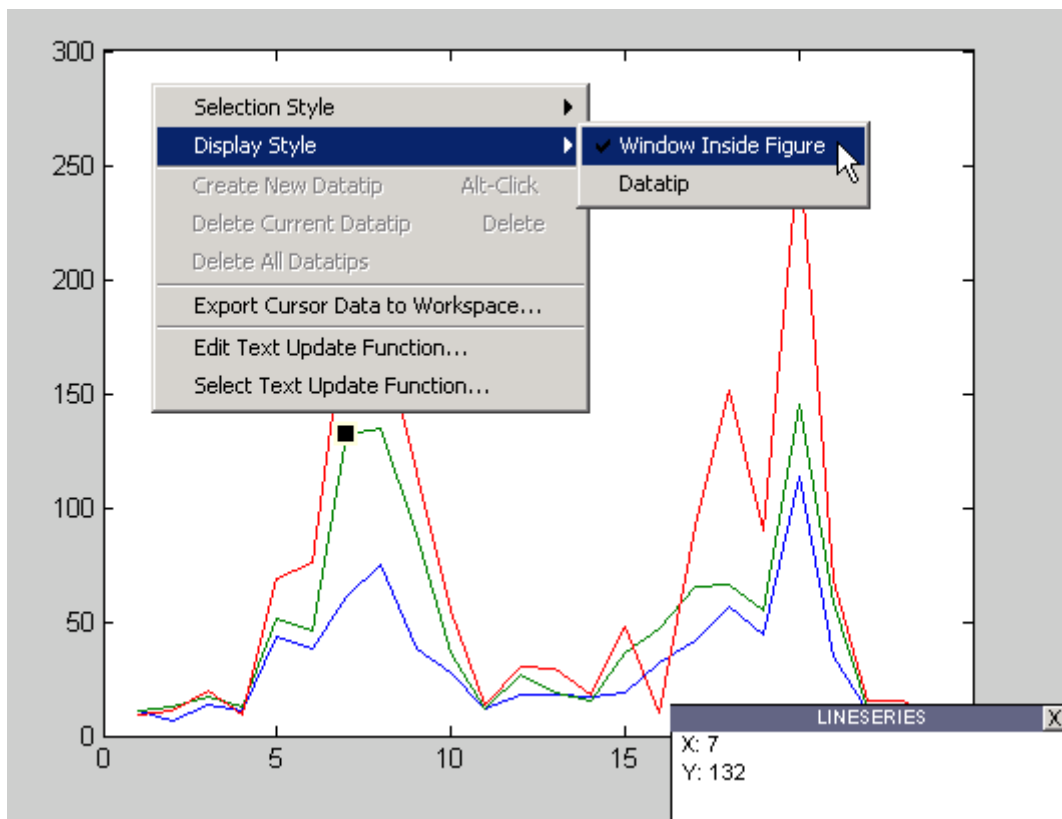 300
250
200
150
100
50
0
0
5
10
15
Selection Style
Display Style
Create New Datatip Alt-Click
Delete Current Datatip Delete
Delete All Datatips
Export Cursor Data to Workspace...
Edit Text Update Function...
Select Text Update Function...
Window Inside Figure
Datatip
LINESERIES X
X: 7
Y: 132